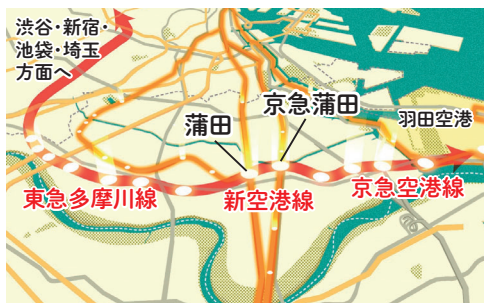 渋谷・新宿・
池袋・埼玉
方面へ
京急蒲田
蒲田
羽田空港
東急多摩川線
新空港線
京急空港線